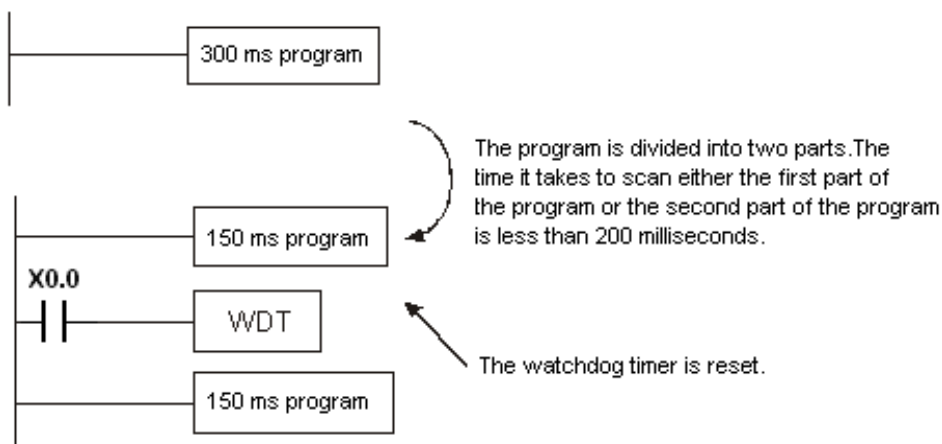 300 ms program
The program is divided into two parts.The
time it takes to scan either the first part of
the program or the second part of the program
is less than 200 milliseconds.
150 ms program
X0.0
WDT
The watchdog timer is reset.
150 ms program